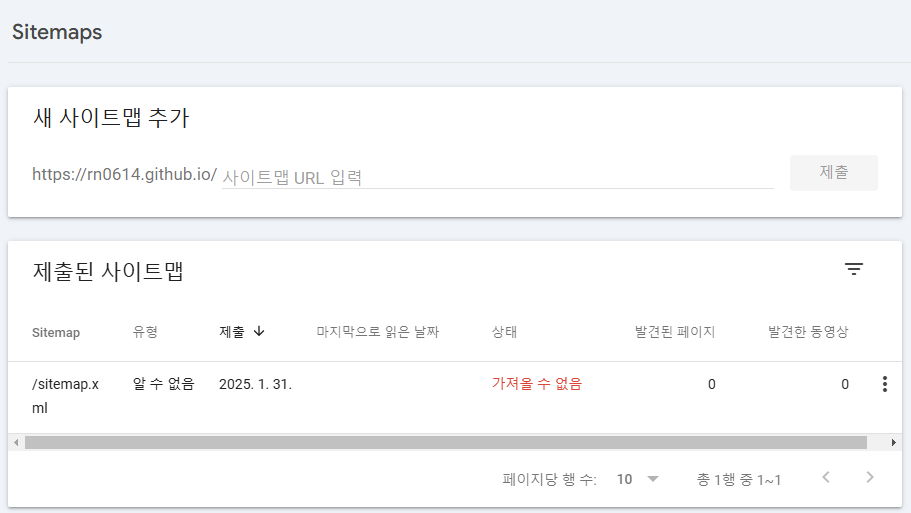 Sitemaps
새 사이트맵 추가
https://rn0614.github.io/ 사이트맵 URL 입력 제출
제출된 사이트맵
Sitemap 유형 제출 마지막으로 읽은 날짜 상태 발견된 페이지 발견한 동영상
/sitemap.x 알 수 없음 2025. 1. 31. 가져올 수 없음 0 0
ml
페이지당 행 수: 10 총 1행 중 1~1